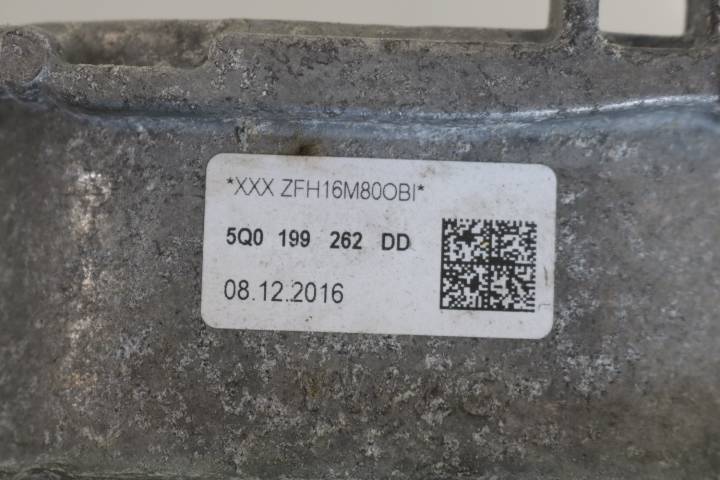 *XXX ZFH16M80OBI*
5Q0 199 262 DD
08.12.2016